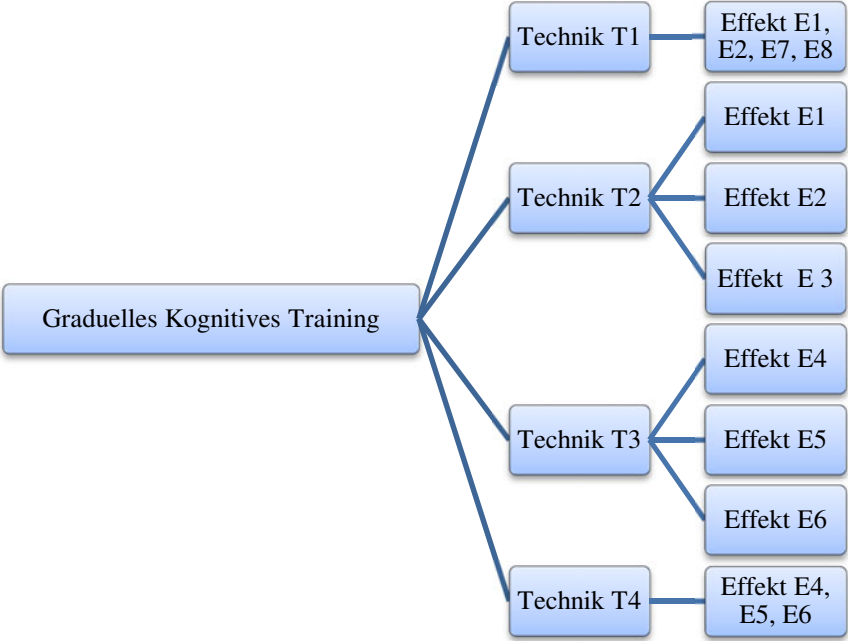 Graduelles Kognitives Training
Technik T1
Effekt E1,
E2, E7, E8
Technik T2
Effekt E1
Effekt E2
Effekt E 3
Technik T3
Effekt E4
Effekt E5
Effekt E6
Technik T4
Effekt E4,
E5, E6